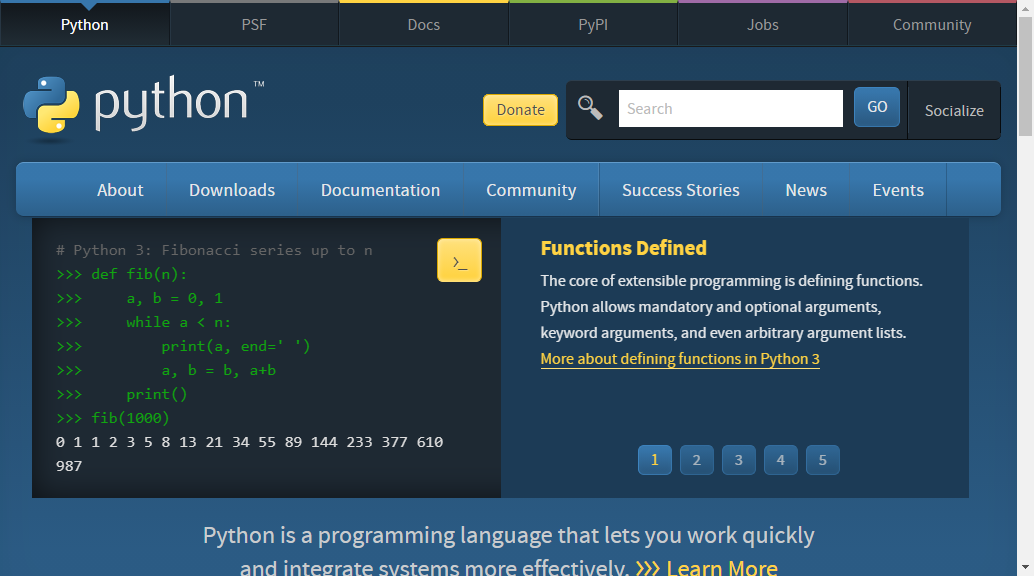 Python PSF Docs PyPI Jobs Community
python™
Donate Search GO Socialize
About Downloads Documentation Community Success Stories News Events
# Python 3: Fibonacci series up to n
>>> def fib(n):
>>>     a, b = 0, 1
>>>     while a < n:
>>>         print(a, end=' ')
>>>         a, b = b, a+b
>>>     print()
>>> fib(1000)
0 1 1 2 3 5 8 13 21 34 55 89 144 233 377 610
987
>_
Functions Defined
The core of extensible programming is defining functions.
Python allows mandatory and optional arguments,
keyword arguments, and even arbitrary argument lists.
More about defining functions in Python 3
1 2 3 4 5
Python is a programming language that lets you work quickly
and integrate systems more effectively. >>> Learn More